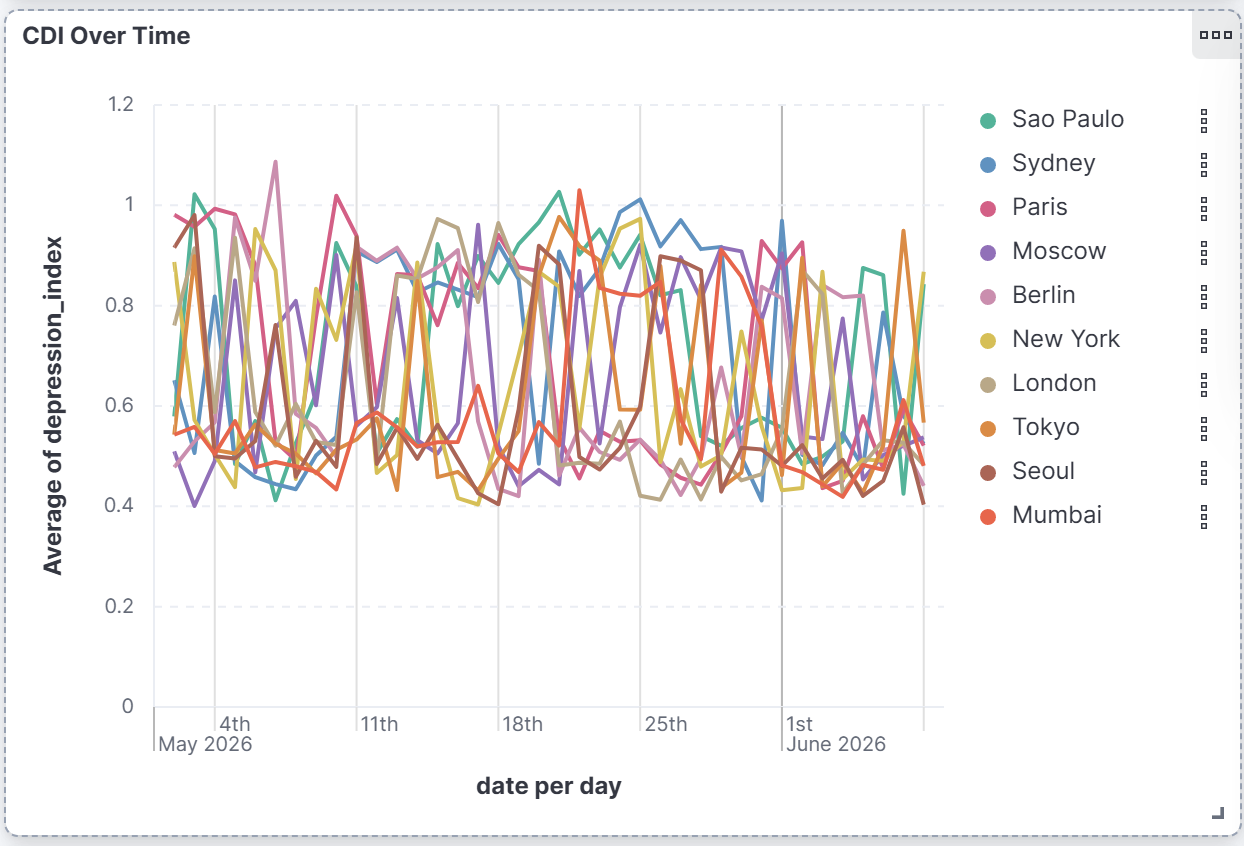 CDI Over Time
1.2
1
0.8
0.6
0.4
0.2
0
Average of depression_index
4th
11th
18th
25th
1st
May 2026
June 2026
date per day
Sao Paulo
Sydney
Paris
Moscow
Berlin
New York
London
Tokyo
Seoul
Mumbai